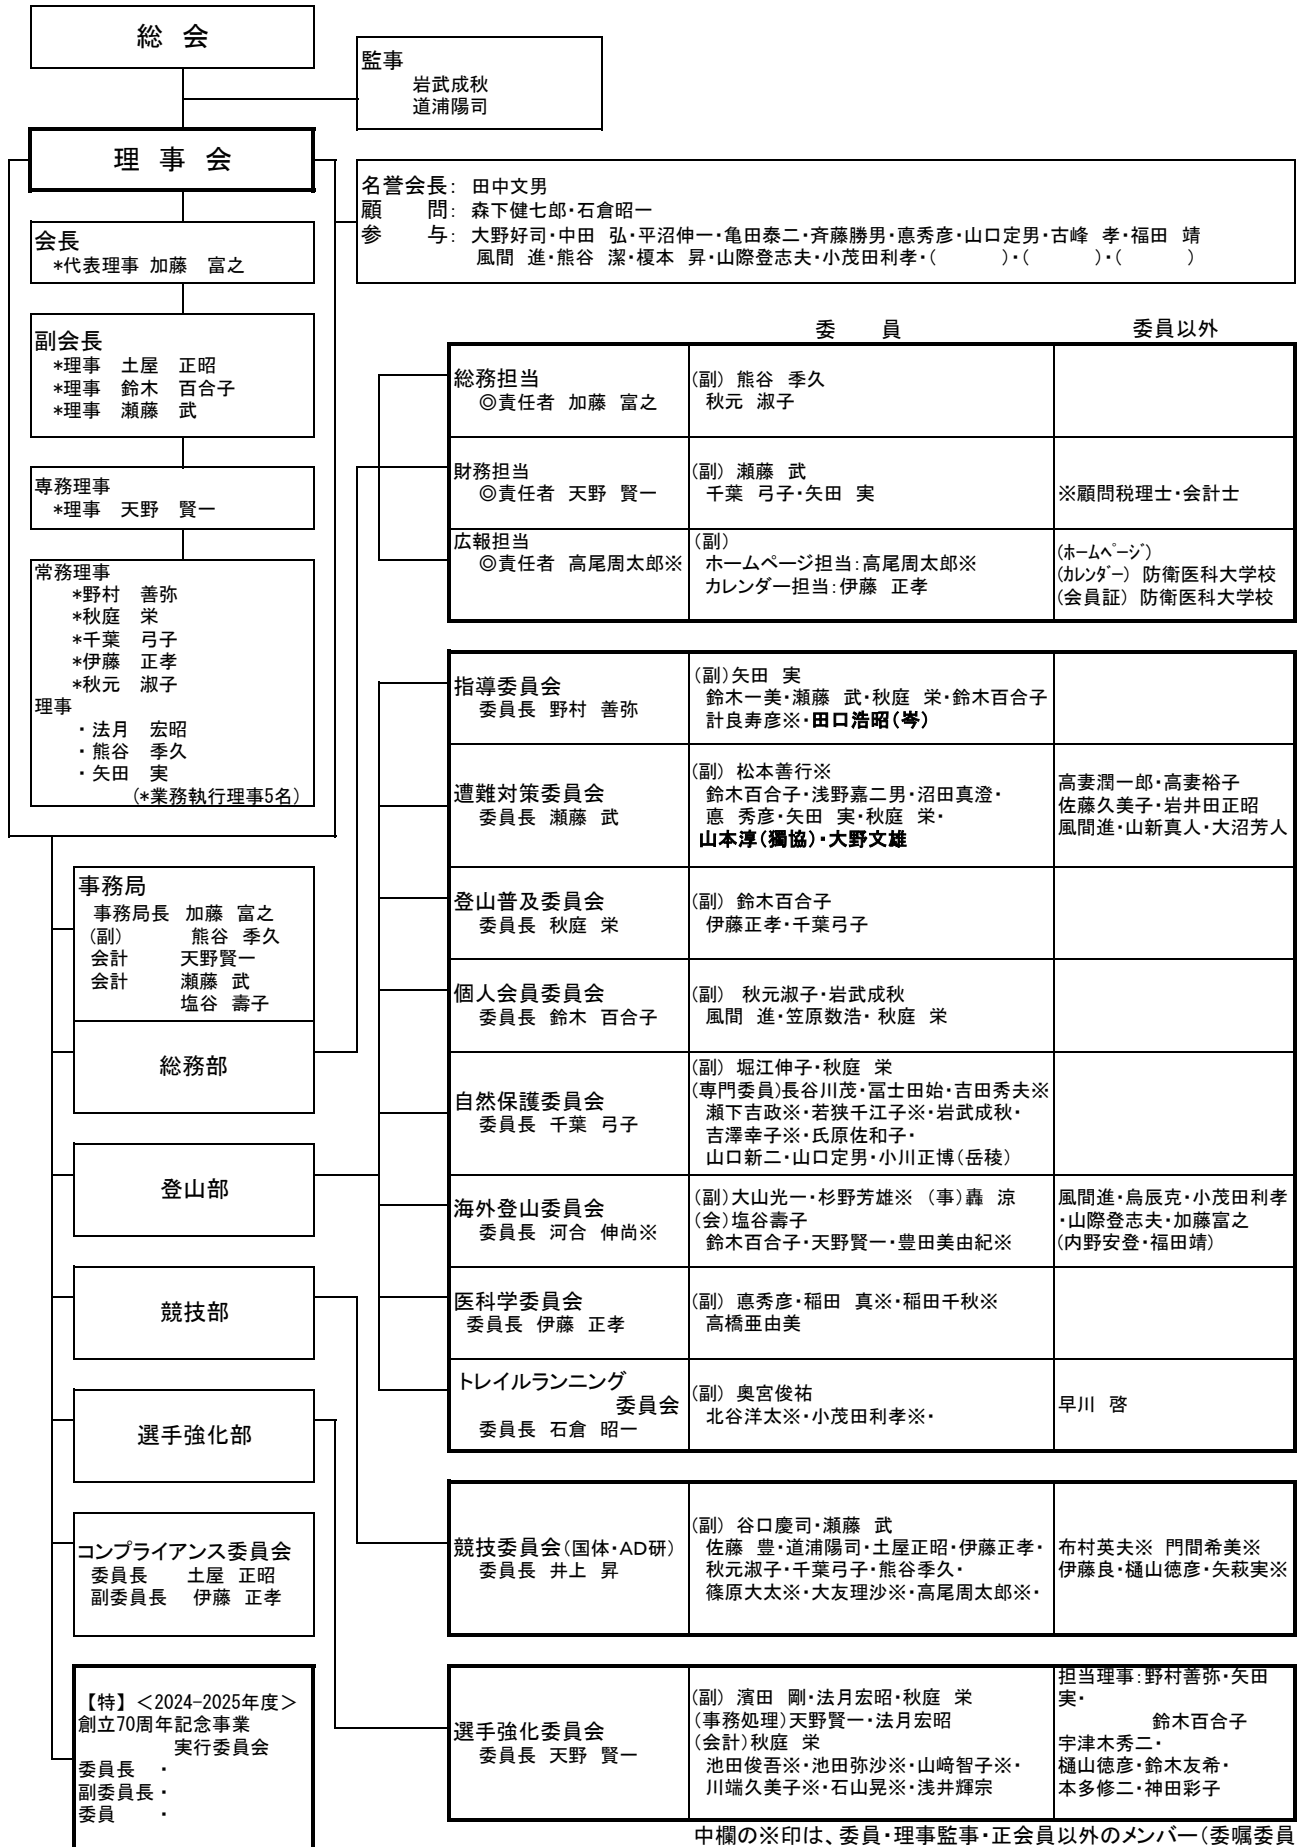 総 会
監事
岩武成秋
道浦陽司
理 事 会
名誉会長： 田中文男
顧　　問： 森下健七郎・石倉昭一
参　　与： 大野好司・中田 弘・平沼伸一・亀田泰二・斉藤勝男・悳秀彦・山口定男・古峰 孝・福田 靖
風間 進・熊谷 潔・榎本 昇・山際登志夫・小茂田利孝・(　　　)・(　　　)・(　　　)
会長
*代表理事 加藤　富之
副会長
*理事　土屋　正昭
*理事　鈴木　百合子
*理事　瀬藤　武
専務理事
*理事　天野　賢一
常務理事
*野村　善弥
*秋庭　栄
*千葉　弓子
*伊藤　正孝
*秋元　淑子
理事
・法月　宏昭
・熊谷　季久
・矢田　実
(*業務執行理事5名)
事務局
事務局長 加藤 富之
(副)　　熊谷 季久
会計　　天野賢一
会計　　瀬藤 武
塩谷 壽子
総務部
登山部
競技部
選手強化部
コンプライアンス委員会
委員長　　土屋 正昭
副委員長　伊藤 正孝
【特】＜2024-2025年度＞
創立70周年記念事業
実行委員会
委員長　・
副委員長・
委員　　・
委　員　　委員以外
総務担当
◎責任者 加藤 富之
(副) 熊谷 季久
秋元 淑子
財務担当
◎責任者 天野 賢一
(副) 瀬藤 武
千葉 弓子・矢田 実
※顧問税理士・会計士
広報担当
◎責任者 高尾周太郎※
(副)
ホームページ担当：高尾周太郎※
カレンダー担当：伊藤 正孝
(ﾎｰﾑﾍﾟｰｼﾞ)
(ｶﾚﾝﾀﾞｰ) 防衛医科大学校
(会員証) 防衛医科大学校
指導委員会
委員長 野村 善弥
(副)矢田 実
鈴木一美・瀬藤 武・秋庭 栄・鈴木百合子
計良寿彦※・田口浩昭(岑)
遭難対策委員会
委員長 瀬藤 武
(副) 松本善行※
鈴木百合子・浅野嘉二男・沼田真澄・
悳 秀彦・矢田 実・秋庭 栄・
山本淳(獨協)・大野文雄
高妻潤一郎・高妻裕子
佐藤久美子・岩井田正昭
風間進・山新真人・大沼芳人
登山普及委員会
委員長 秋庭 栄
(副) 鈴木百合子
伊藤正孝・千葉弓子
個人会員委員会
委員長 鈴木 百合子
(副) 秋元淑子・岩武成秋
風間 進・笠原数浩・ 秋庭 栄
自然保護委員会
委員長 千葉 弓子
(副) 堀江伸子・秋庭 栄
(専門委員)長谷川茂・冨士田始・吉田秀夫※
瀬下吉政※・若狭千江子※・岩武成秋・
吉澤幸子※・氏原佐和子・
山口新二・山口定男・小川正博(岳稜)
海外登山委員会
委員長 河合 伸尚※
(副)大山光一・杉野芳雄※ (事)轟 涼
(会)塩谷壽子
鈴木百合子・天野賢一・豊田美由紀※
風間進・烏辰克・小茂田利孝
・山際登志夫・加藤富之
(内野安登・福田靖)
医科学委員会
委員長 伊藤 正孝
(副) 悳秀彦・稲田 真※・稲田千秋※
高橋亜由美
トレイルランニング
委員会
委員長 石倉 昭一
(副) 奥宮俊祐
北谷洋太※・小茂田利孝※・
早川 啓
競技委員会(国体・AD研)
委員長 井上 昇
(副) 谷口慶司・瀬藤 武
佐藤 豊・道浦陽司・土屋正昭・伊藤正孝・
秋元淑子・千葉弓子・熊谷季久・
篠原大太※・大友理沙※・高尾周太郎※・
布村英夫※ 門間希美※
伊藤良・樋山徳彦・矢萩実※
選手強化委員会
委員長 天野 賢一
(副) 濱田 剛・法月宏昭・秋庭 栄
(事務処理)天野賢一・法月宏昭
(会計)秋庭 栄
池田俊吾※・池田弥沙※・山﨑智子※・
川端久美子※・石山晃※・浅井輝宗
担当理事：野村善弥・矢田
実・
鈴木百合子
宇津木秀二・
樋山徳彦・鈴木友希・
本多修二・神田彩子
中欄の※印は、委員・理事監事・正会員以外のメンバー(委嘱委員